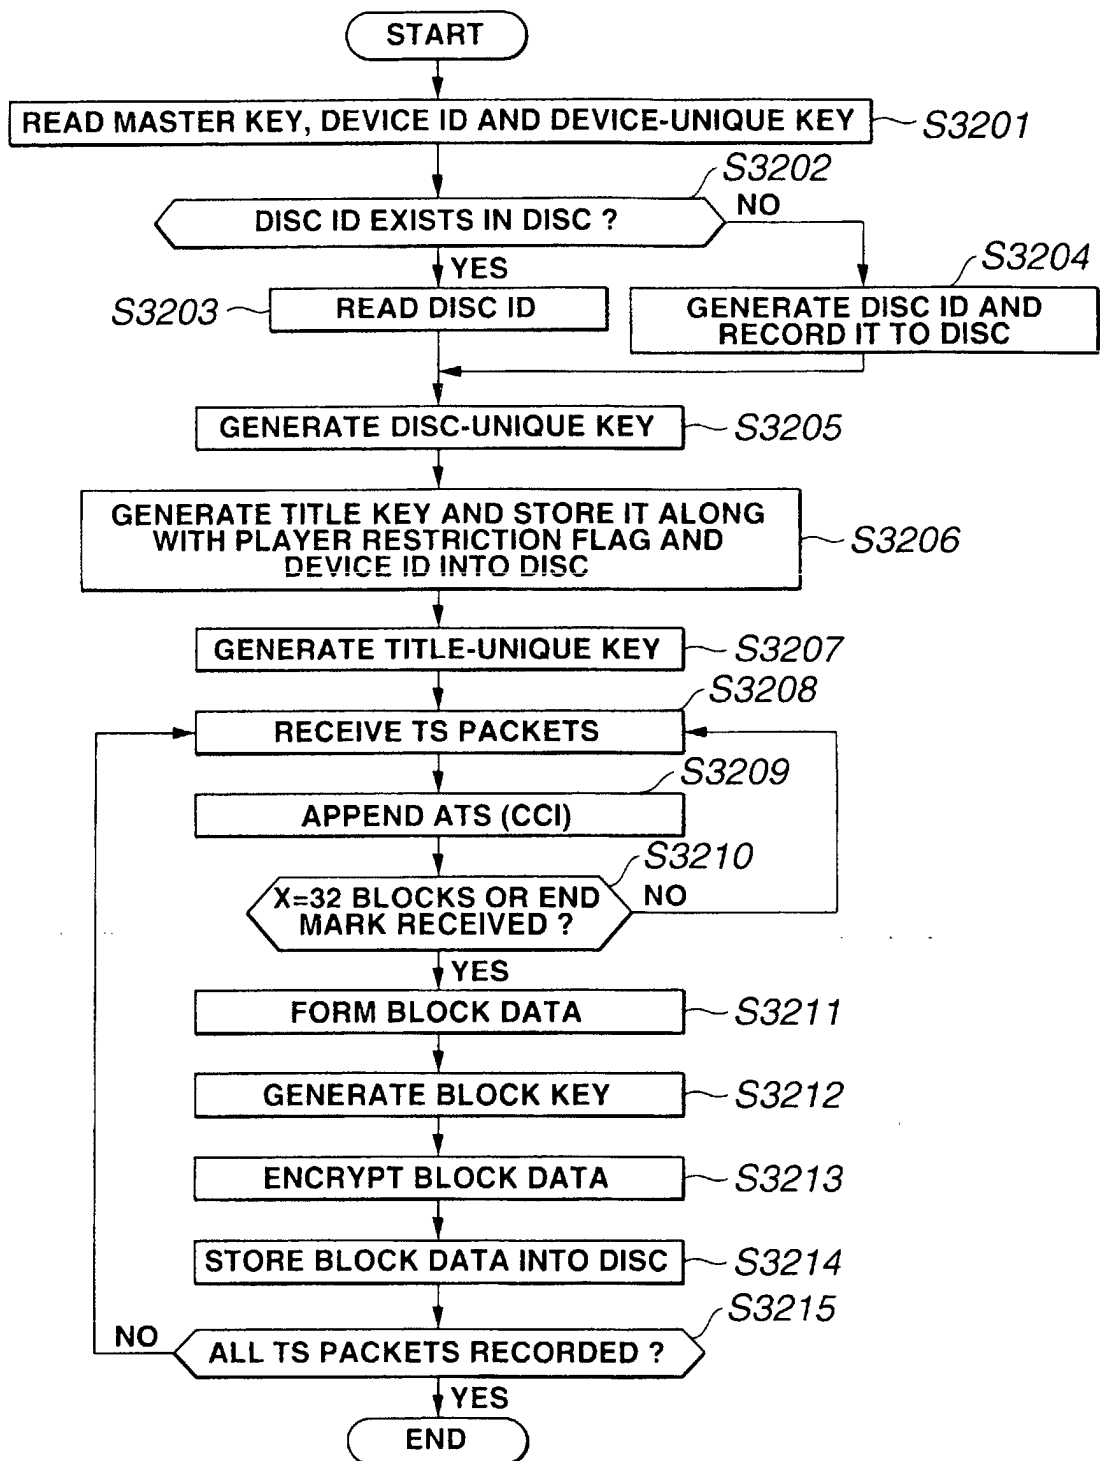 START
READ MASTER KEY, DEVICE ID AND DEVICE-UNIQUE KEY
S3201
S3202
DISC ID EXISTS IN DISC ?
NO
YES
S3203
READ DISC ID
S3204
GENERATE DISC ID AND
RECORD IT TO DISC
GENERATE DISC-UNIQUE KEY
S3205
GENERATE TITLE KEY AND STORE IT ALONG
WITH PLAYER RESTRICTION FLAG AND
DEVICE ID INTO DISC
S3206
GENERATE TITLE-UNIQUE KEY
S3207
S3208
RECEIVE TS PACKETS
S3209
APPEND ATS (CCI)
S3210
X=32 BLOCKS OR END
MARK RECEIVED ?
NO
YES
FORM BLOCK DATA
S3211
GENERATE BLOCK KEY
S3212
ENCRYPT BLOCK DATA
S3213
STORE BLOCK DATA INTO DISC
S3214
S3215
NO
ALL TS PACKETS RECORDED ?
YES
END